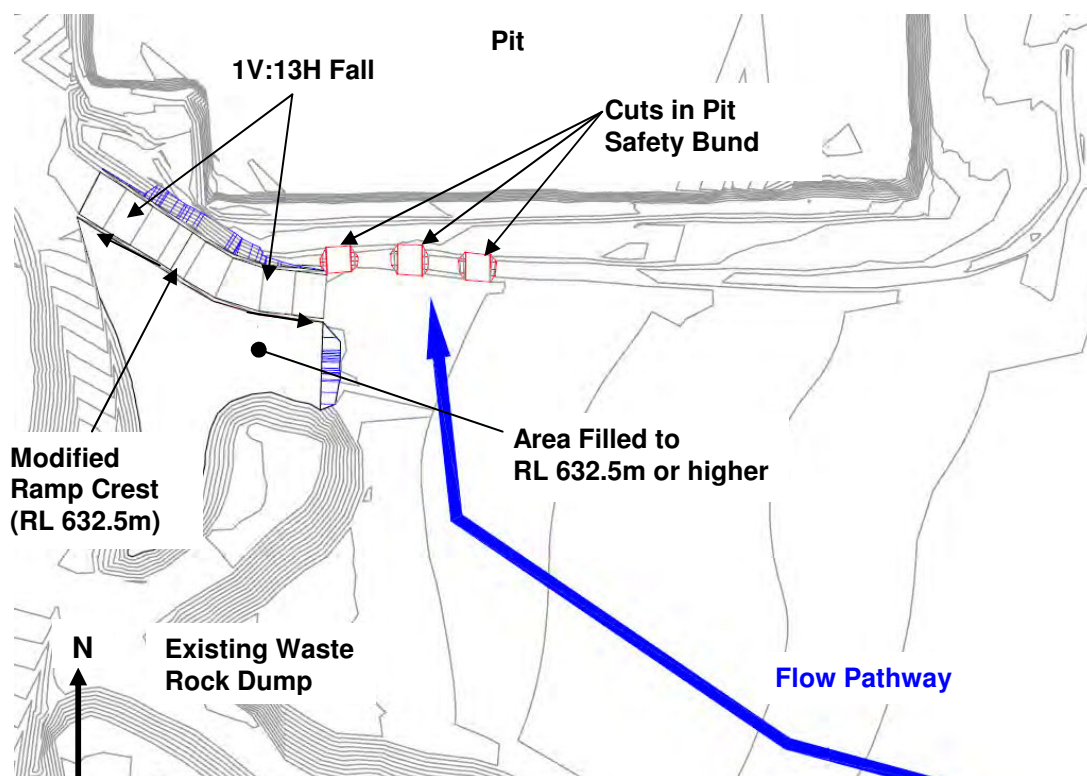 Pit
1V:13H Fall
Cuts in Pit
Safety Bund
Modified
Ramp Crest
(RL 632.5m)
Area Filled to
RL 632.5m or higher
N
Existing Waste
Rock Dump
Flow Pathway